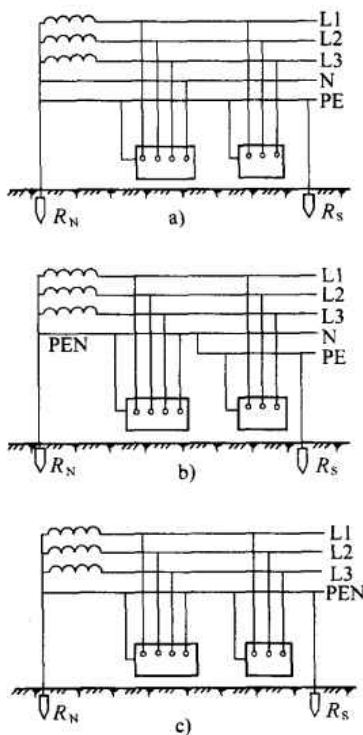 L1
L2
L3
N
PE
R_N
R_S
a)
L1
L2
L3
N
PEN
PE
R_N
R_S
b)
L1
L2
L3
PEN
R_N
R_S
c)